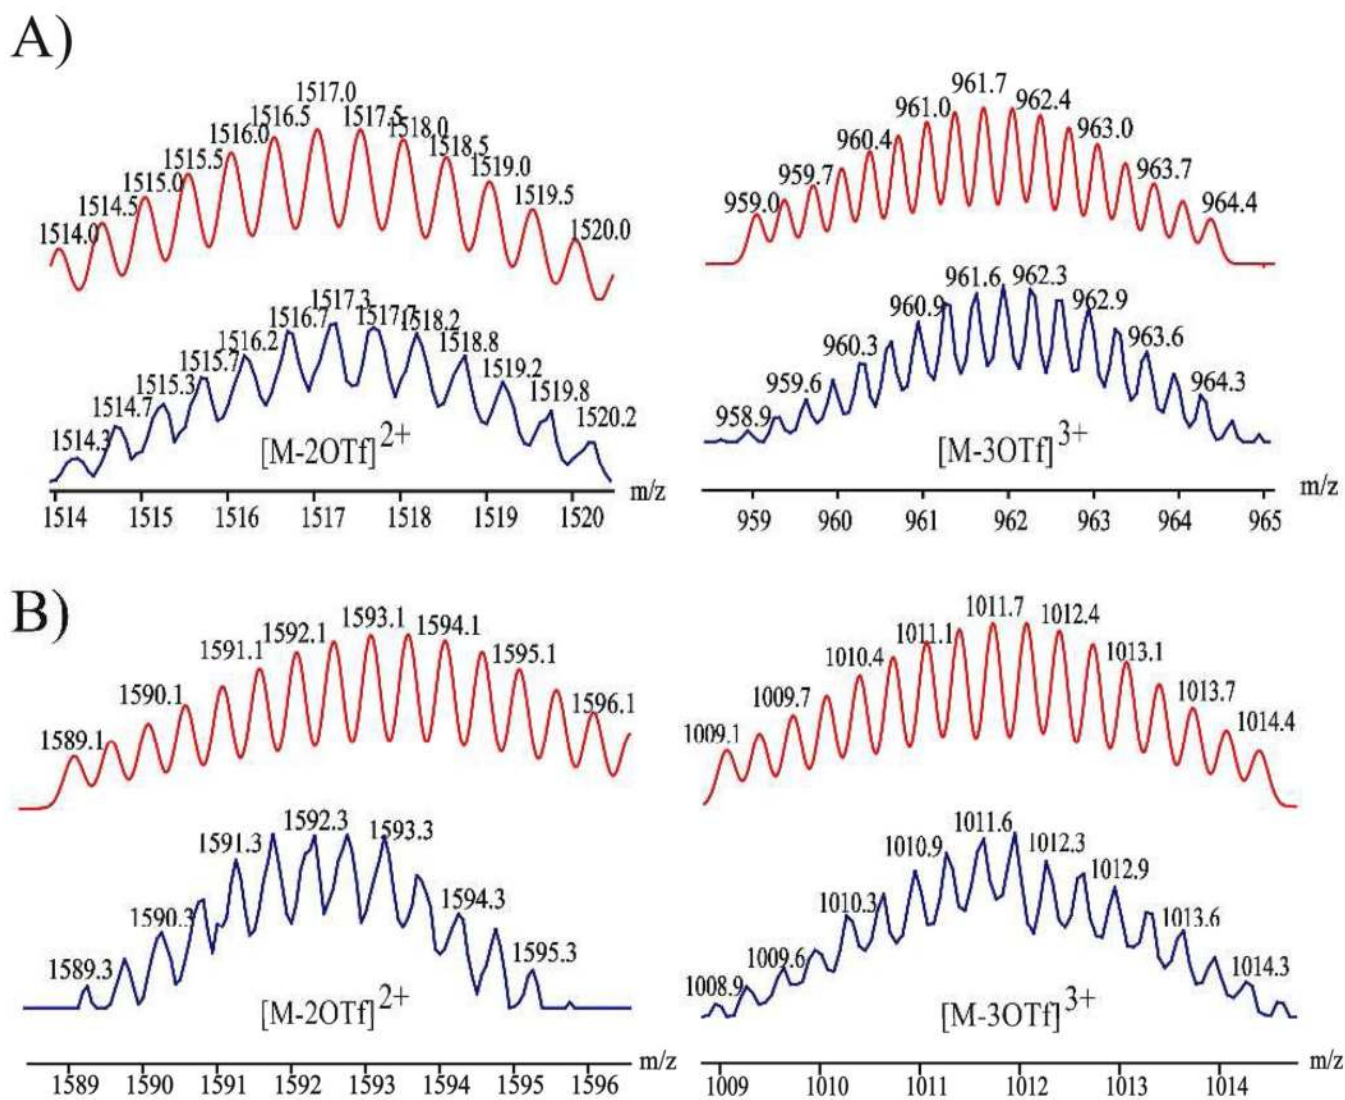 A)
1514.0 1514.5 1515.0 1515.5 1516.0 1516.5 1517.0 1517.5 1518.0 1518.5 1519.0 1519.5 1520.0
1514.3 1514.7 1515.3 1515.7 1516.2 1516.7 1517.3 1518.2 1518.8 1519.2 1519.8 1520.2
[M-2OTf]2+
m/z
1514 1515 1516 1517 1518 1519 1520
959.0 959.7 960.4 961.0 961.7 962.4 963.0 963.7 964.4
958.9 959.6 960.3 960.9 961.6 962.3 962.9 963.6 964.3
[M-3OTf]3+
m/z
959 960 961 962 963 964 965
B)
1589.1 1590.1 1591.1 1592.1 1593.1 1594.1 1595.1 1596.1
1589.3 1590.3 1591.3 1592.3 1593.3 1594.3 1595.3
[M-2OTf]2+
m/z
1589 1590 1591 1592 1593 1594 1595 1596
1009.1 1009.7 1010.4 1011.1 1011.7 1012.4 1013.1 1013.7 1014.4
1008.9 1009.6 1010.3 1010.9 1011.6 1012.3 1012.9 1013.6 1014.3
[M-3OTf]3+
m/z
1009 1010 1011 1012 1013 1014